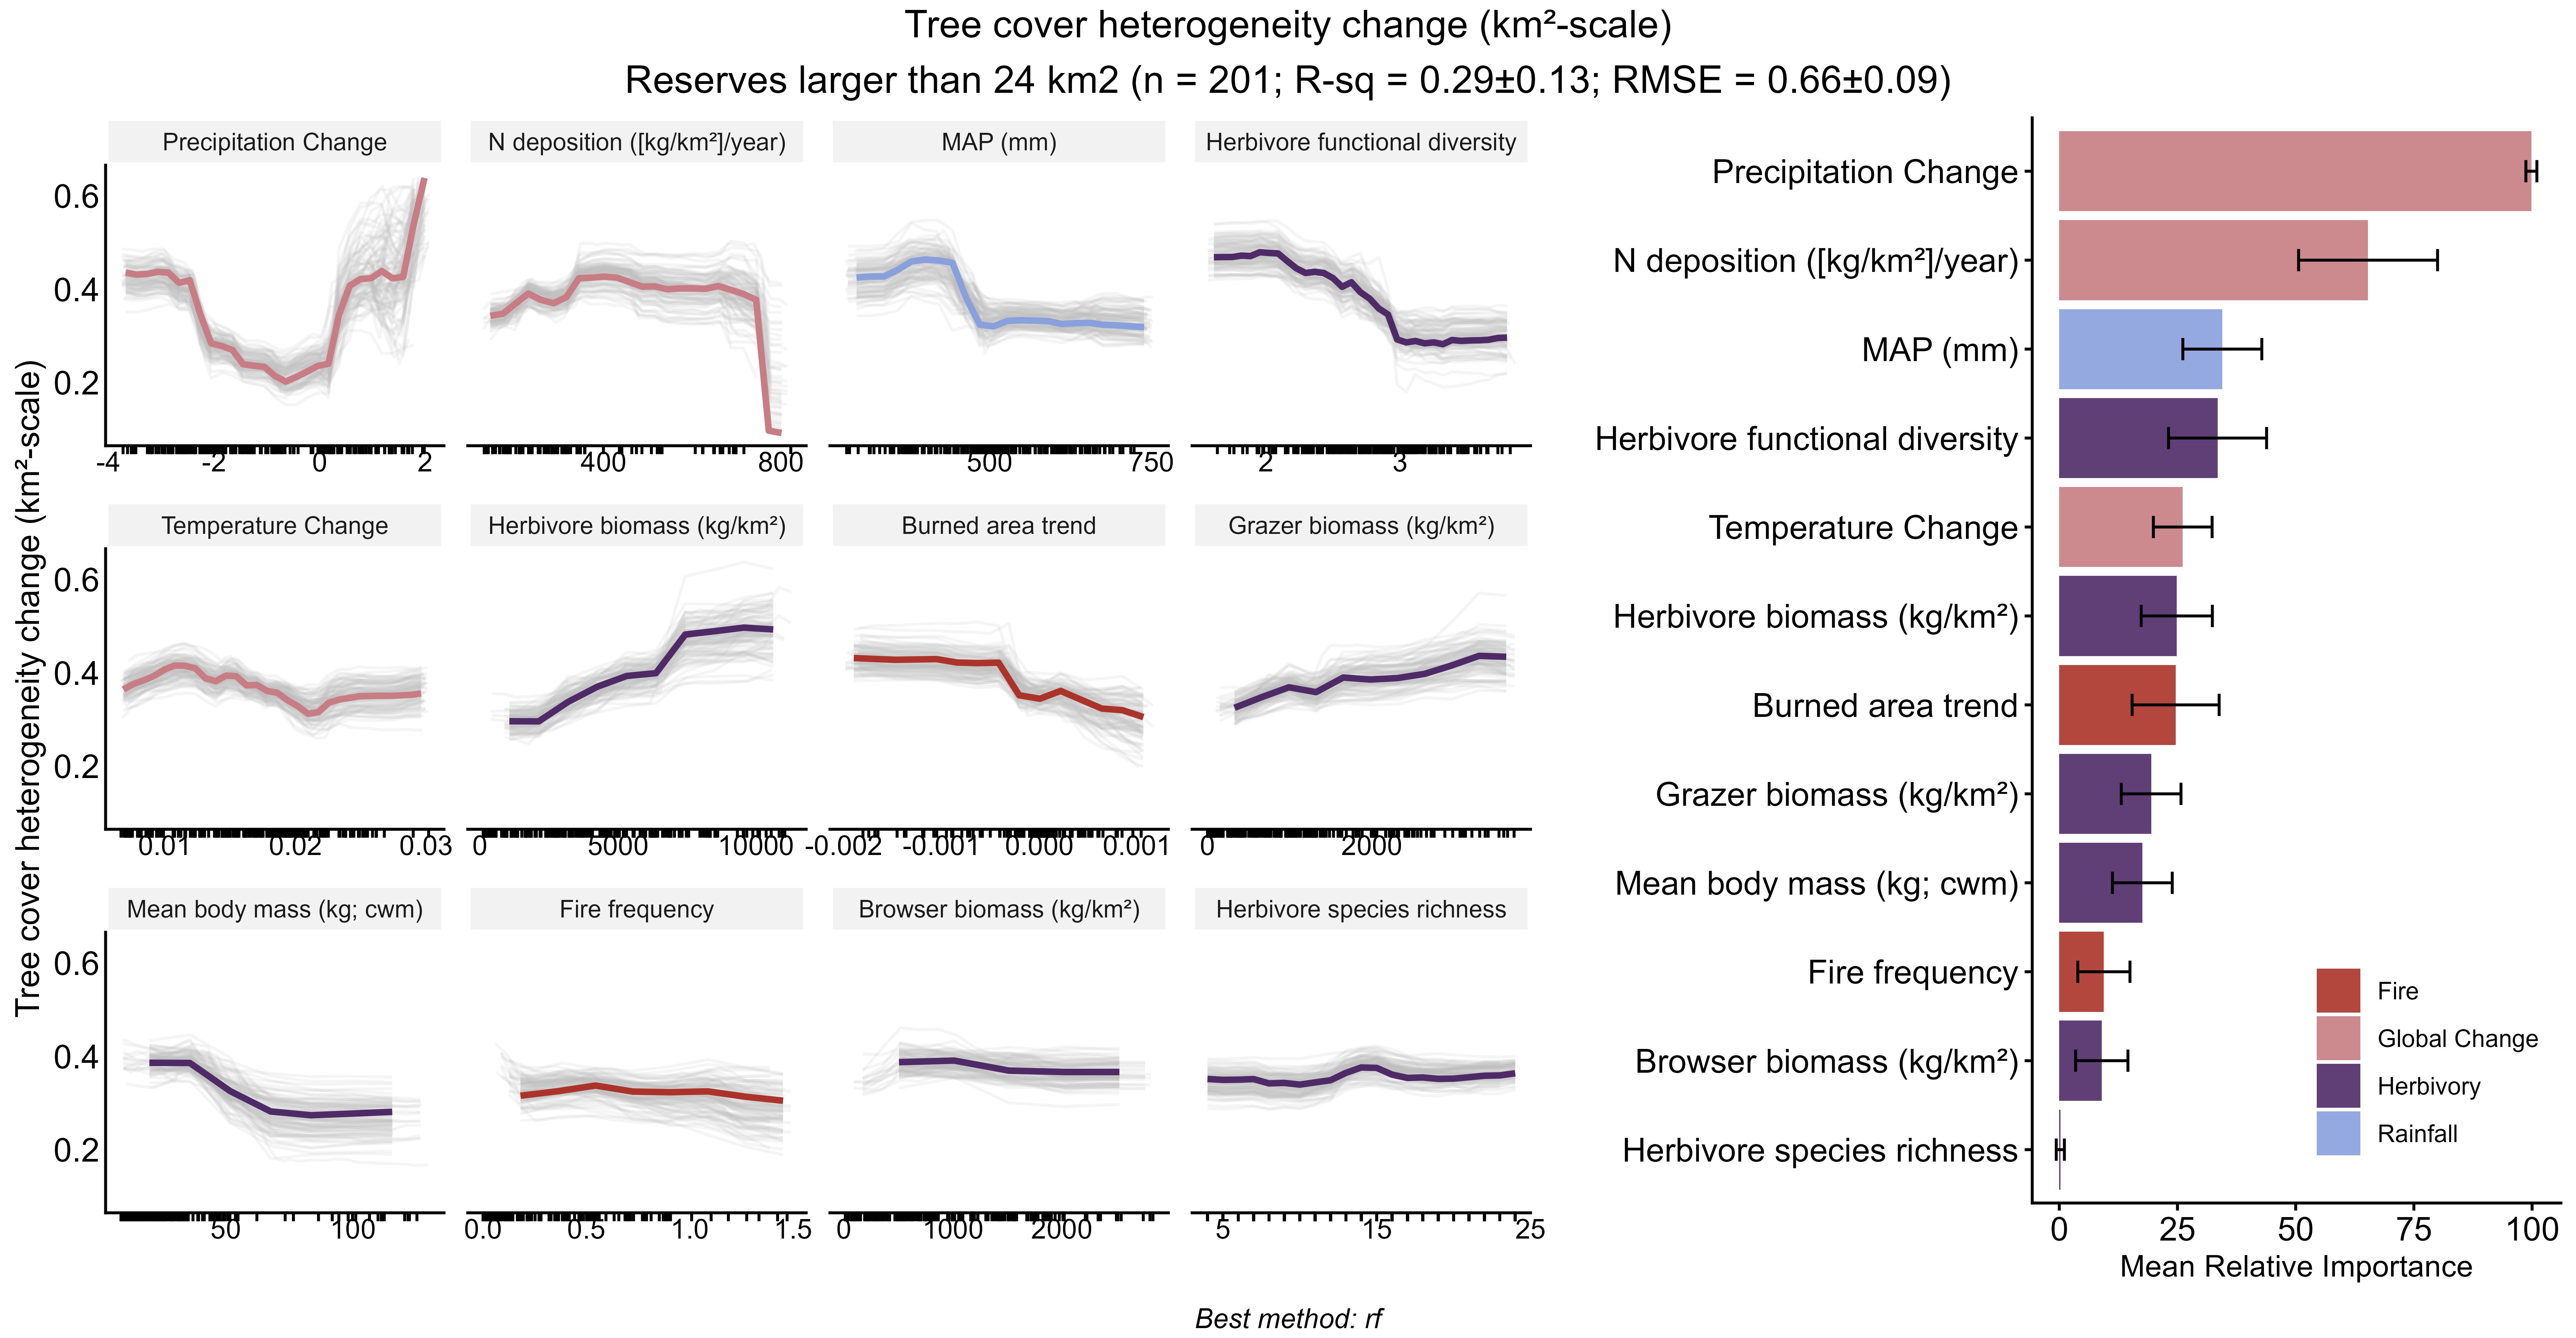 Tree cover heterogeneity change (km²-scale)
Reserves larger than 24 km2 (n = 201; R-sq = 0.29±0.13; RMSE = 0.66±0.09)
Tree cover heterogeneity change (km²-scale)
Precipitation Change
N deposition ([kg/km²]/year)
MAP (mm)
Herbivore functional diversity
0.6
0.4
0.2
-4 -2 0 2
400 800
500 750
2 3
Temperature Change
Herbivore biomass (kg/km²)
Burned area trend
Grazer biomass (kg/km²)
0.6
0.4
0.2
0.01 0.02 0.03
0 5000 10000
-0.002 -0.001 0.000 0.001
0 2000
Mean body mass (kg; cwm)
Fire frequency
Browser biomass (kg/km²)
Herbivore species richness
0.6
0.4
0.2
50 100
0.0 0.5 1.0 1.5
0 1000 2000
5 15 25
Best method: rf
Precipitation Change
N deposition ([kg/km²]/year)
MAP (mm)
Herbivore functional diversity
Temperature Change
Herbivore biomass (kg/km²)
Burned area trend
Grazer biomass (kg/km²)
Mean body mass (kg; cwm)
Fire frequency
Browser biomass (kg/km²)
Herbivore species richness
0 25 50 75 100
Mean Relative Importance
Fire
Global Change
Herbivory
Rainfall